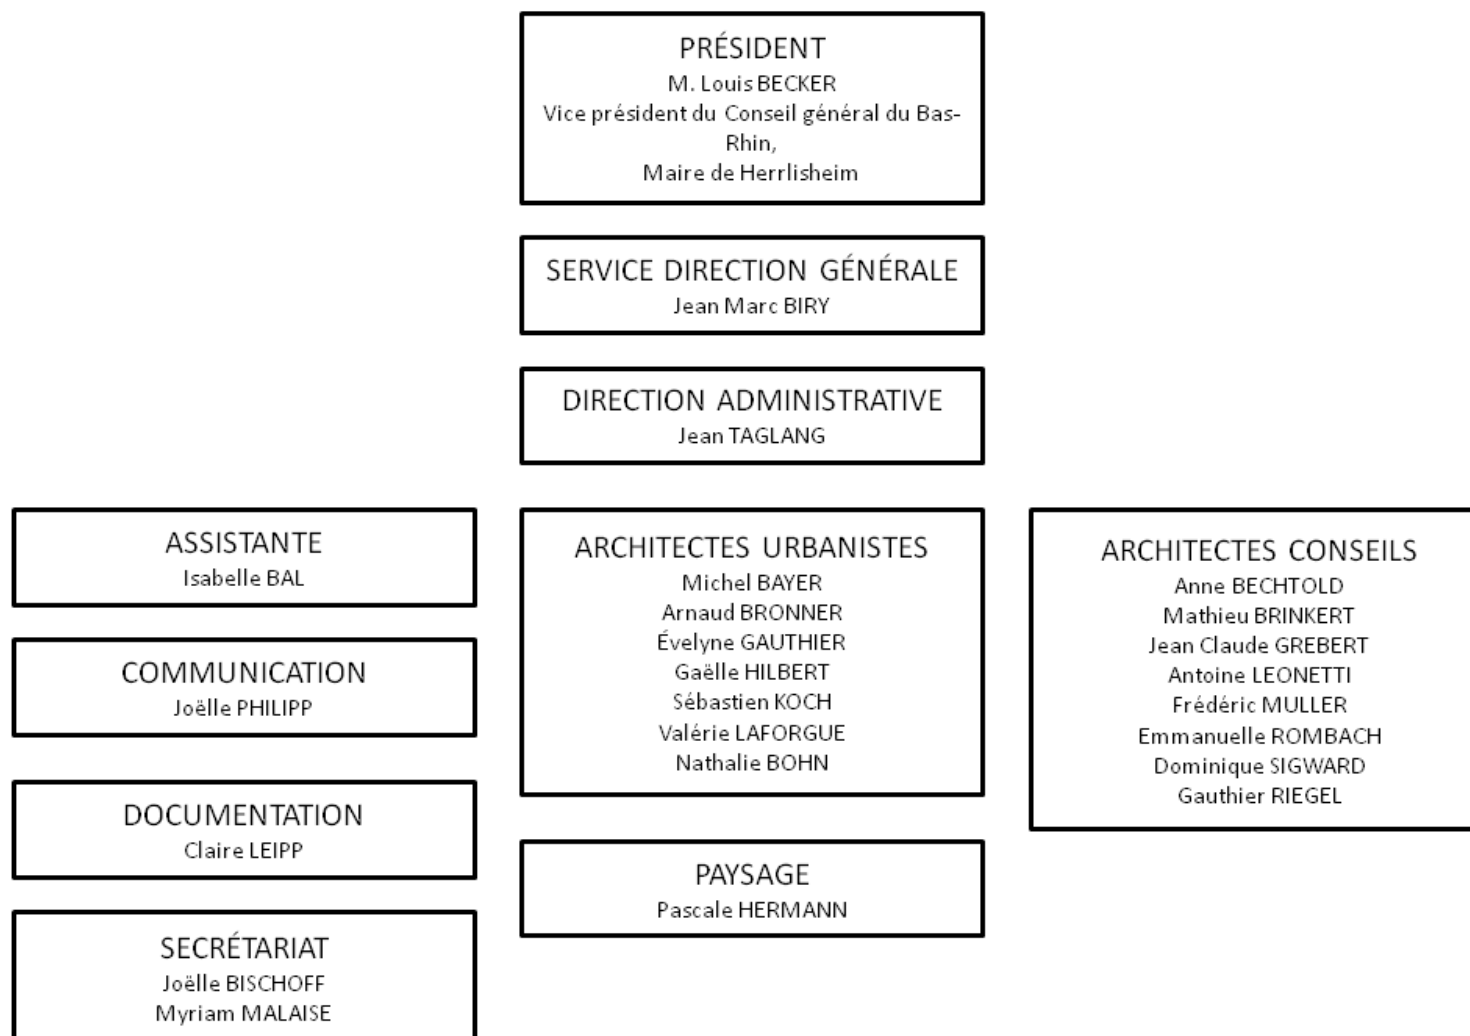 PRÉSIDENT
M. Louis BECKER
Vice président du Conseil général du Bas-
Rhin,
Maire de Herrlisheim
SERVICE DIRECTION GÉNÉRALE
Jean Marc BIRY
DIRECTION ADMINISTRATIVE
Jean TAGLANG
ASSISTANTE
Isabelle BAL
COMMUNICATION
Joëlle PHILIPP
DOCUMENTATION
Claire LEIPP
SECRÉTARIAT
Joëlle BISCHOFF
Myriam MALAISE
ARCHITECTES URBANISTES
Michel BAYER
Arnaud BRONNER
Évelyne GAUTHIER
Gaëlle HILBERT
Sébastien KOCH
Valérie LAFORGUE
Nathalie BOHN
PAYSAGE
Pascale HERMANN
ARCHITECTES CONSEILS
Anne BECHTOLD
Mathieu BRINKERT
Jean Claude GREBERT
Antoine LEONETTI
Frédéric MULLER
Emmanuelle ROMBACH
Dominique SIGWARD
Gauthier RIEGEL